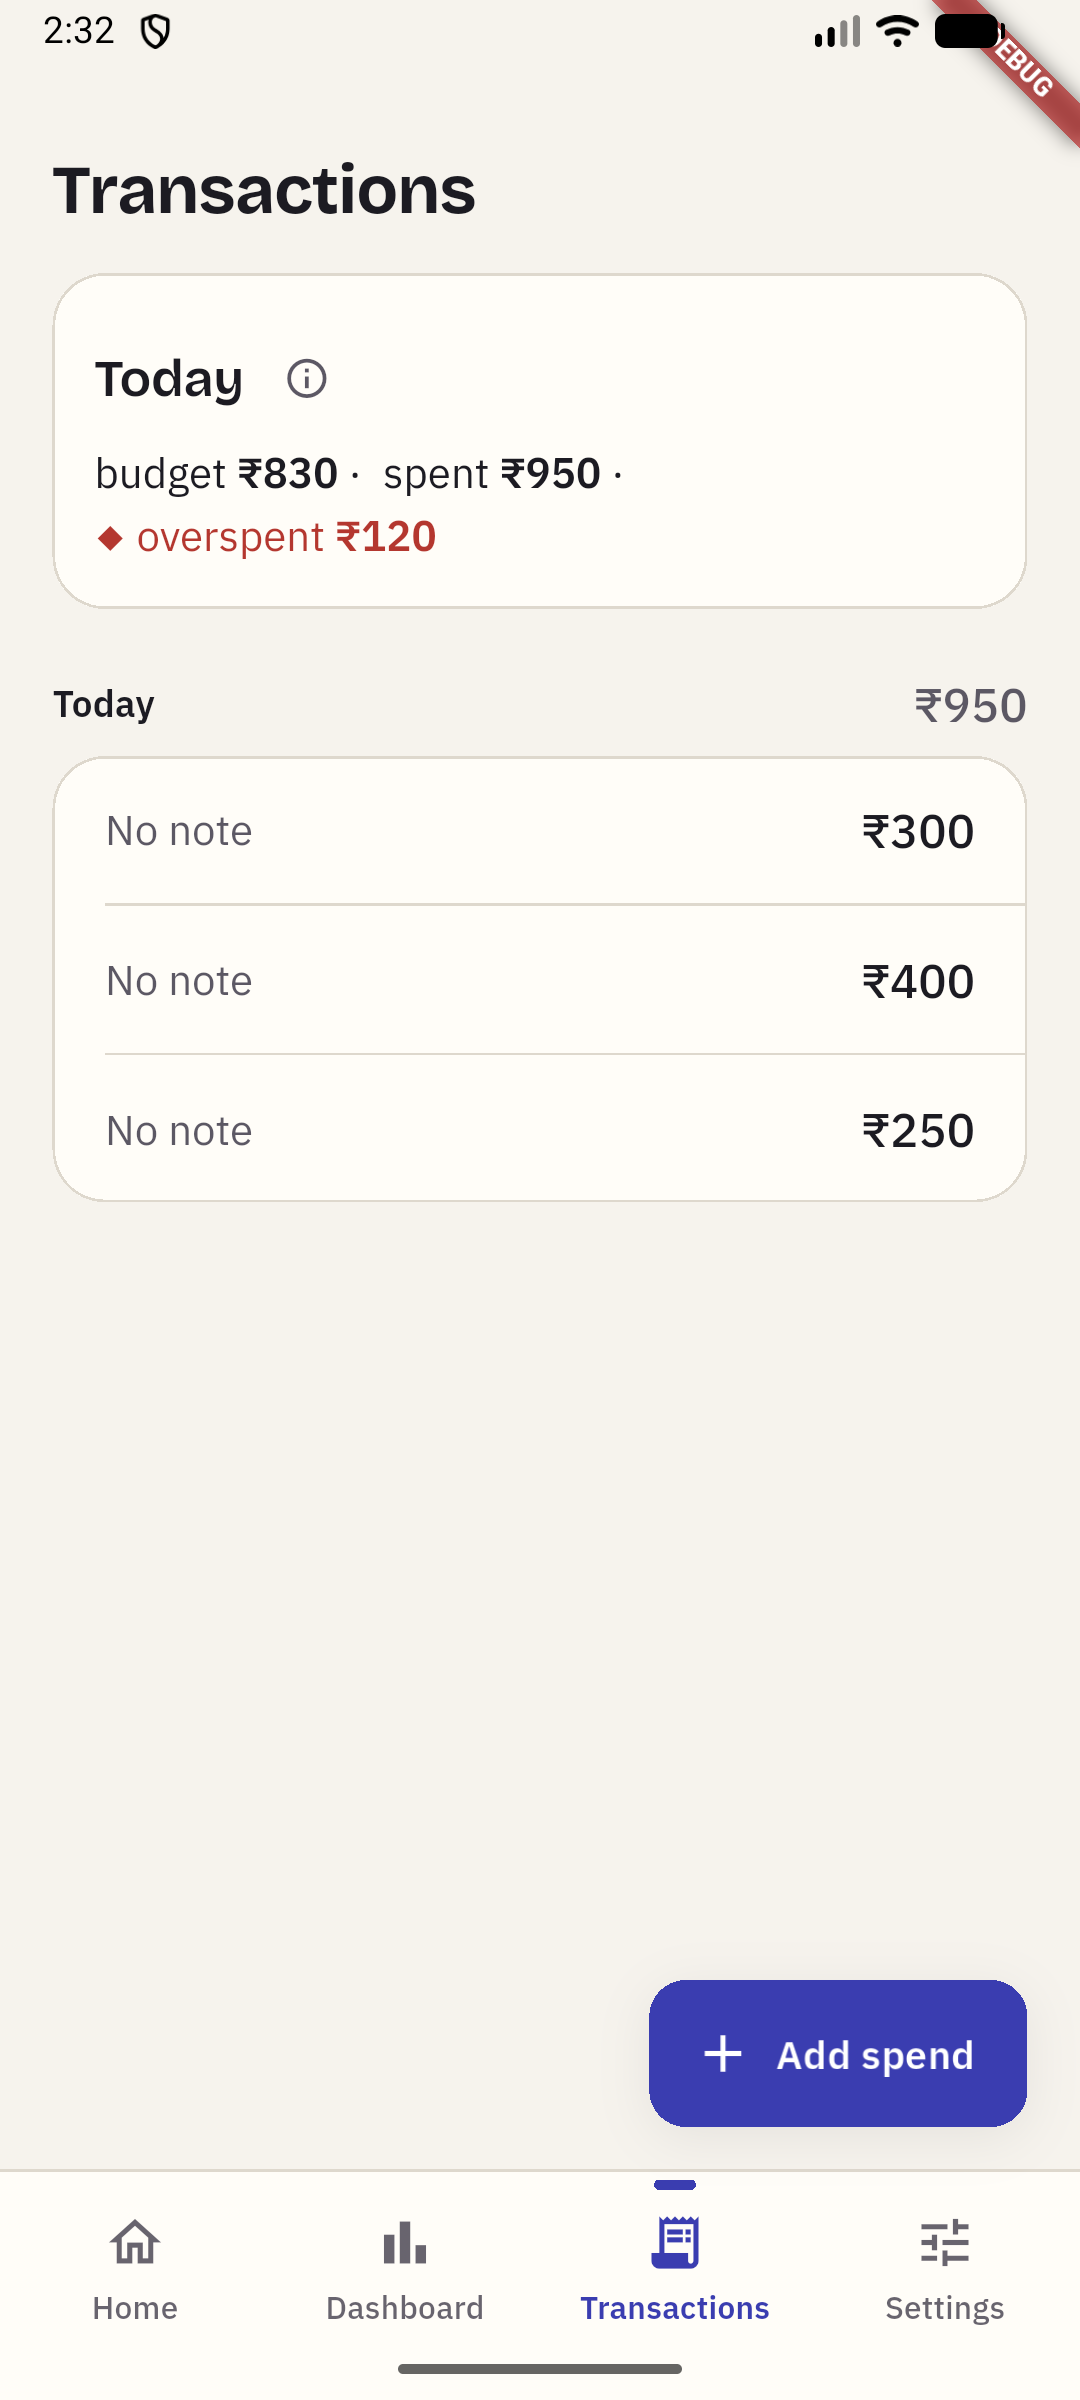 2:32
EBUG
Transactions
Today
budget ₹830 · spent ₹950 ·
◆ overspent ₹120
Today ₹950
No note ₹300
No note ₹400
No note ₹250
+ Add spend
Home Dashboard Transactions Settings